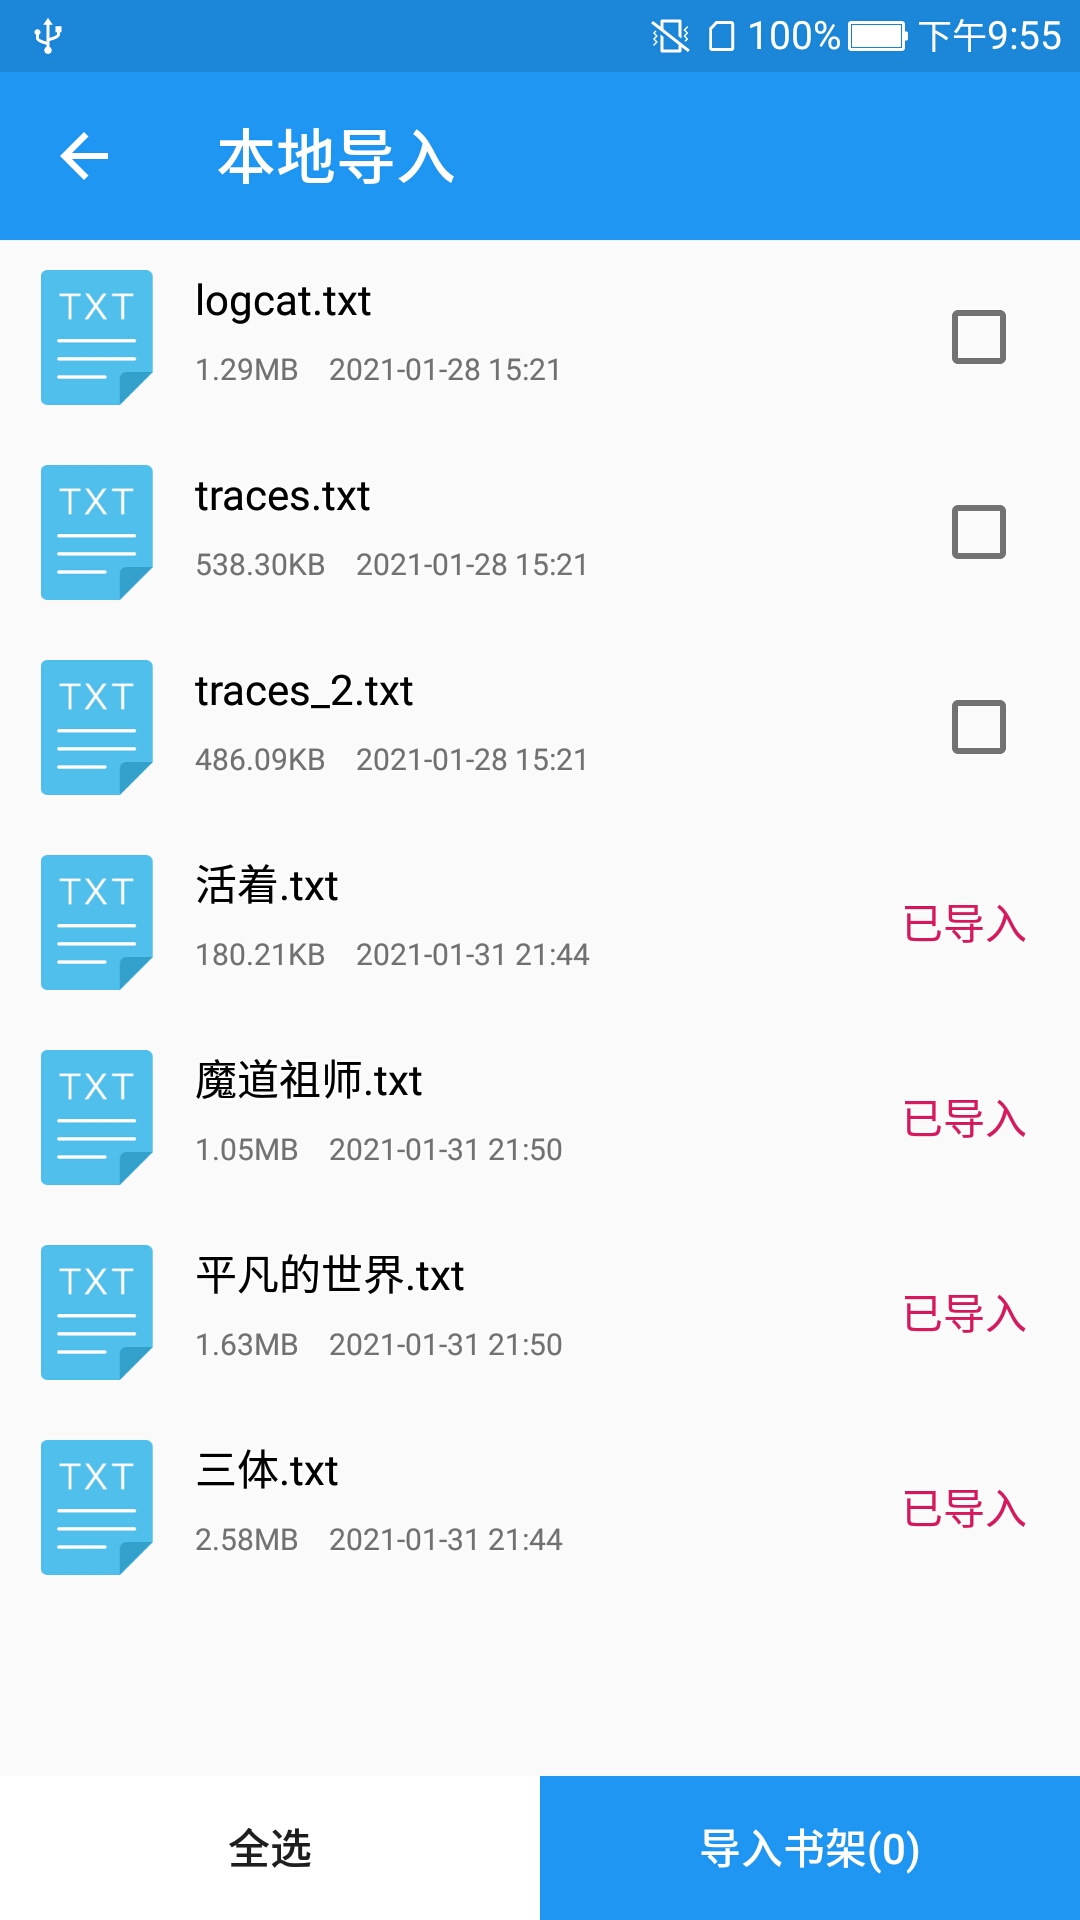 100% 下午9:55
本地导入
TXT logcat.txt
1.29MB 2021-01-28 15:21
TXT traces.txt
538.30KB 2021-01-28 15:21
TXT traces_2.txt
486.09KB 2021-01-28 15:21
TXT 活着.txt
180.21KB 2021-01-31 21:44 已导入
TXT 魔道祖师.txt
1.05MB 2021-01-31 21:50 已导入
TXT 平凡的世界.txt
1.63MB 2021-01-31 21:50 已导入
TXT 三体.txt
2.58MB 2021-01-31 21:44 已导入
全选 导入书架(0)